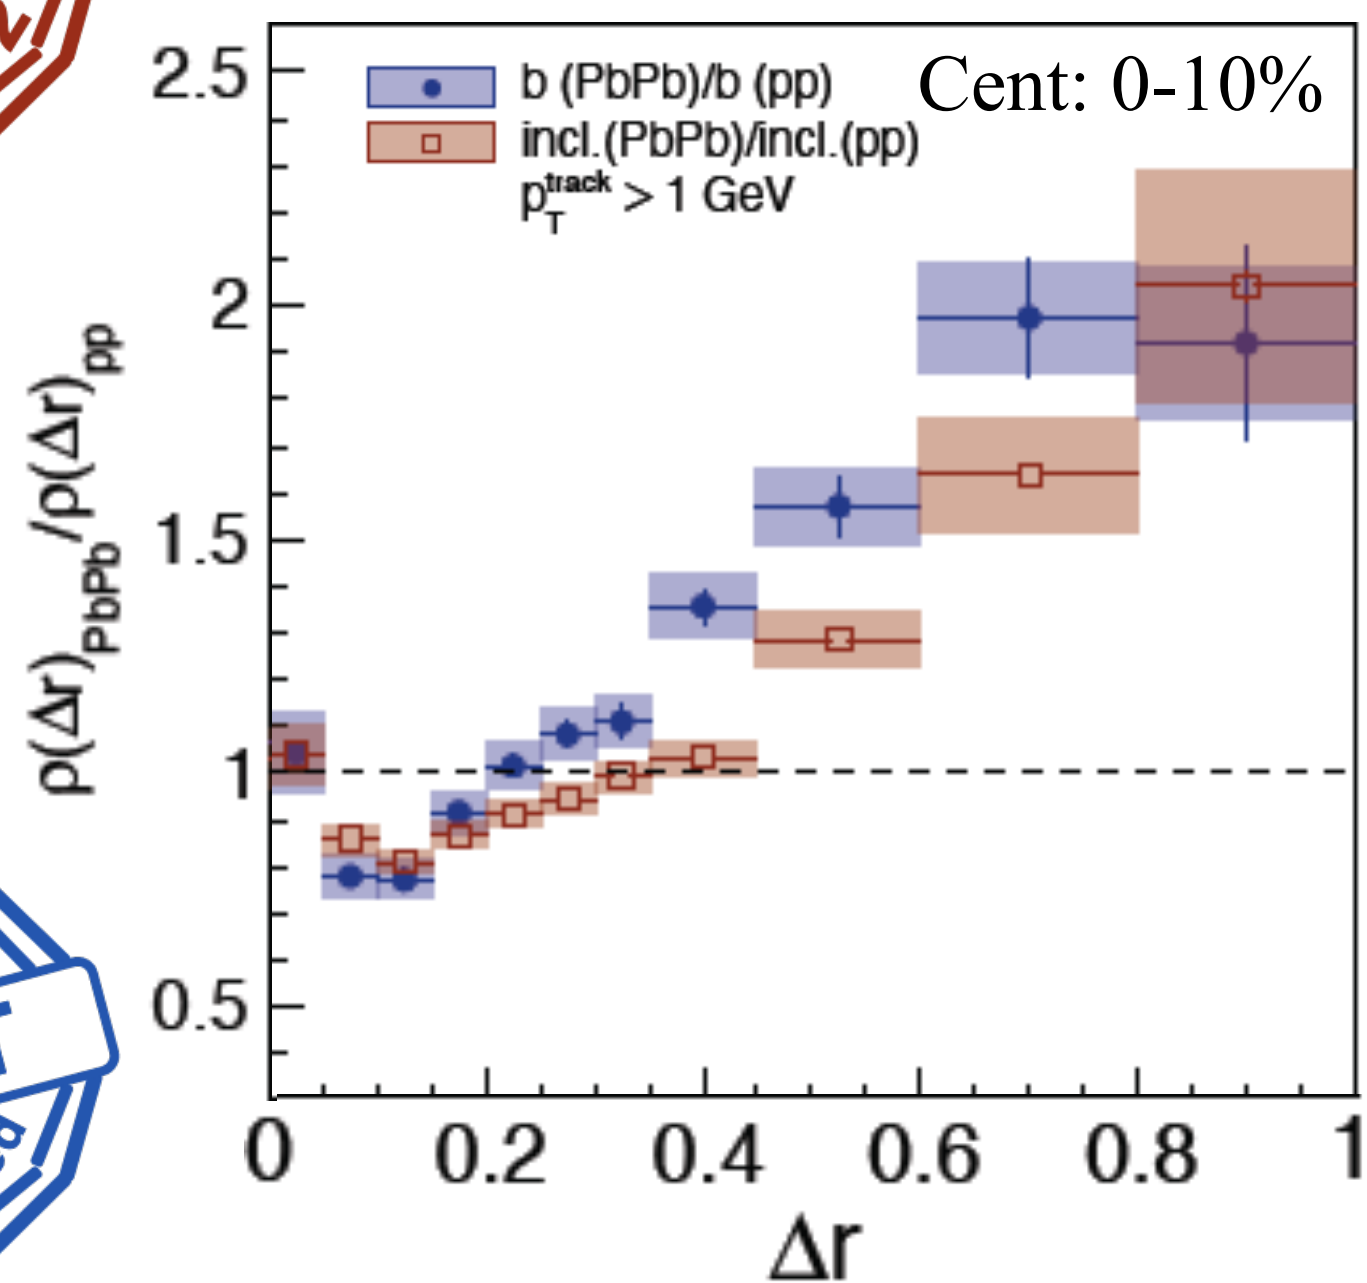 2.5
b (PbPb)/b (pp)
Cent: 0-10%
incl.(PbPb)/incl.(pp)
p_T^track > 1 GeV
2
1.5
1
0.5
ρ(Δr)_PbPb/ρ(Δr)_pp
0 0.2 0.4 0.6 0.8 1
Δr